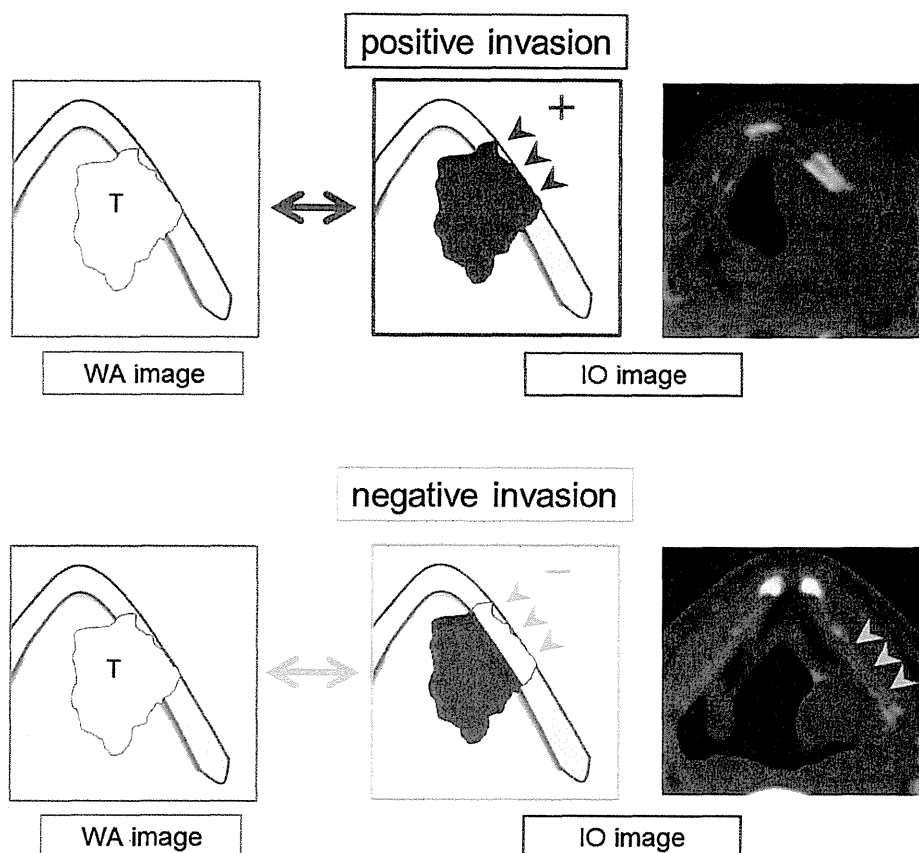 positive invasion
T
+
WA image
IO image
negative invasion
T
−
WA image
IO image